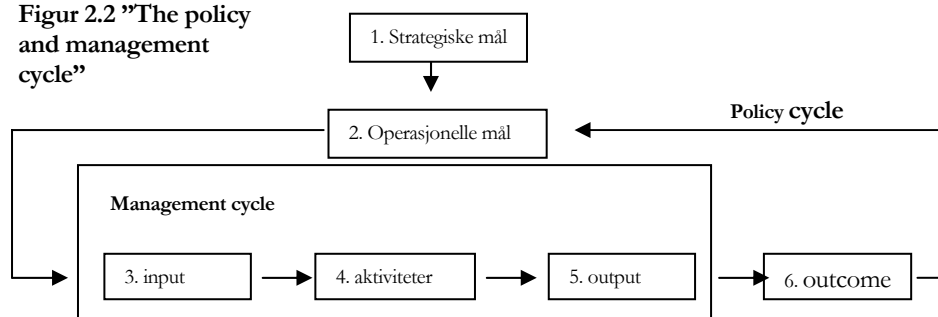 Figur 2.2 ”The policy
and management
cycle”
1. Strategiske mål
Policy cycle
2. Operasjonelle mål
Management cycle
3. input
4. aktiviteter
5. output
6. outcome